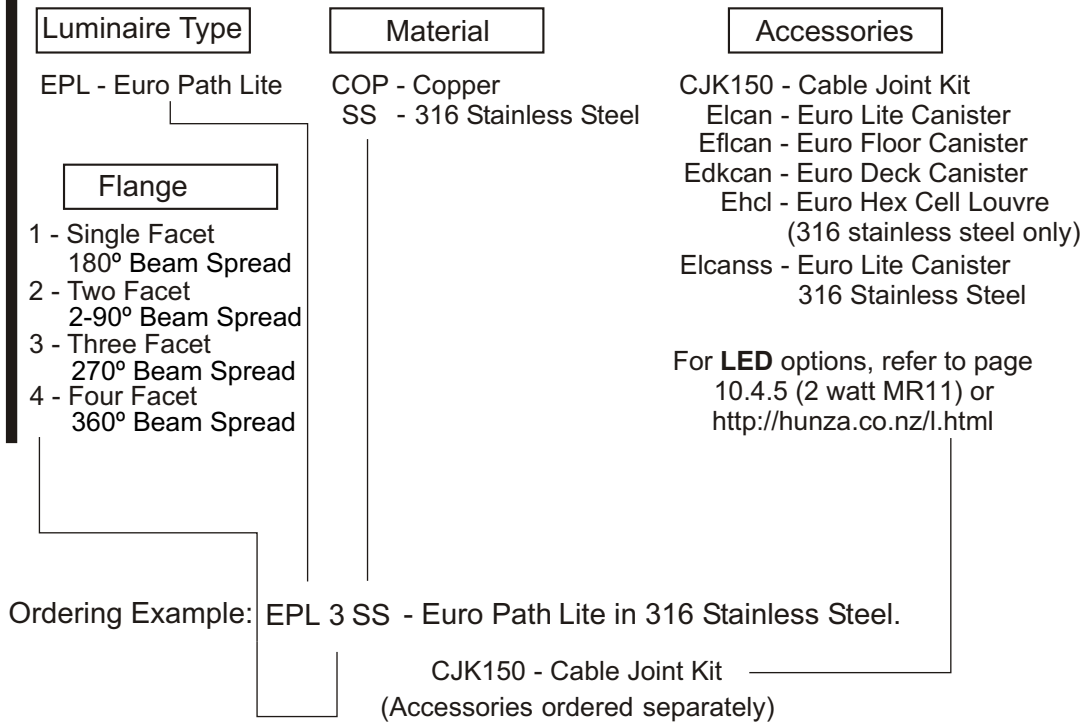 Luminaire Type
EPL - Euro Path Lite
Flange
1 - Single Facet
180º Beam Spread
2 - Two Facet
2-90º Beam Spread
3 - Three Facet
270º Beam Spread
4 - Four Facet
360º Beam Spread
Material
COP - Copper
SS - 316 Stainless Steel
Accessories
CJK150 - Cable Joint Kit
Elcan - Euro Lite Canister
Eflcan - Euro Floor Canister
Edkcan - Euro Deck Canister
Ehcl - Euro Hex Cell Louvre
(316 stainless steel only)
Elcanss - Euro Lite Canister
316 Stainless Steel
For LED options, refer to page
10.4.5 (2 watt MR11) or
http://hunza.co.nz/l.html
Ordering Example: EPL 3 SS - Euro Path Lite in 316 Stainless Steel.
CJK150 - Cable Joint Kit
(Accessories ordered separately)